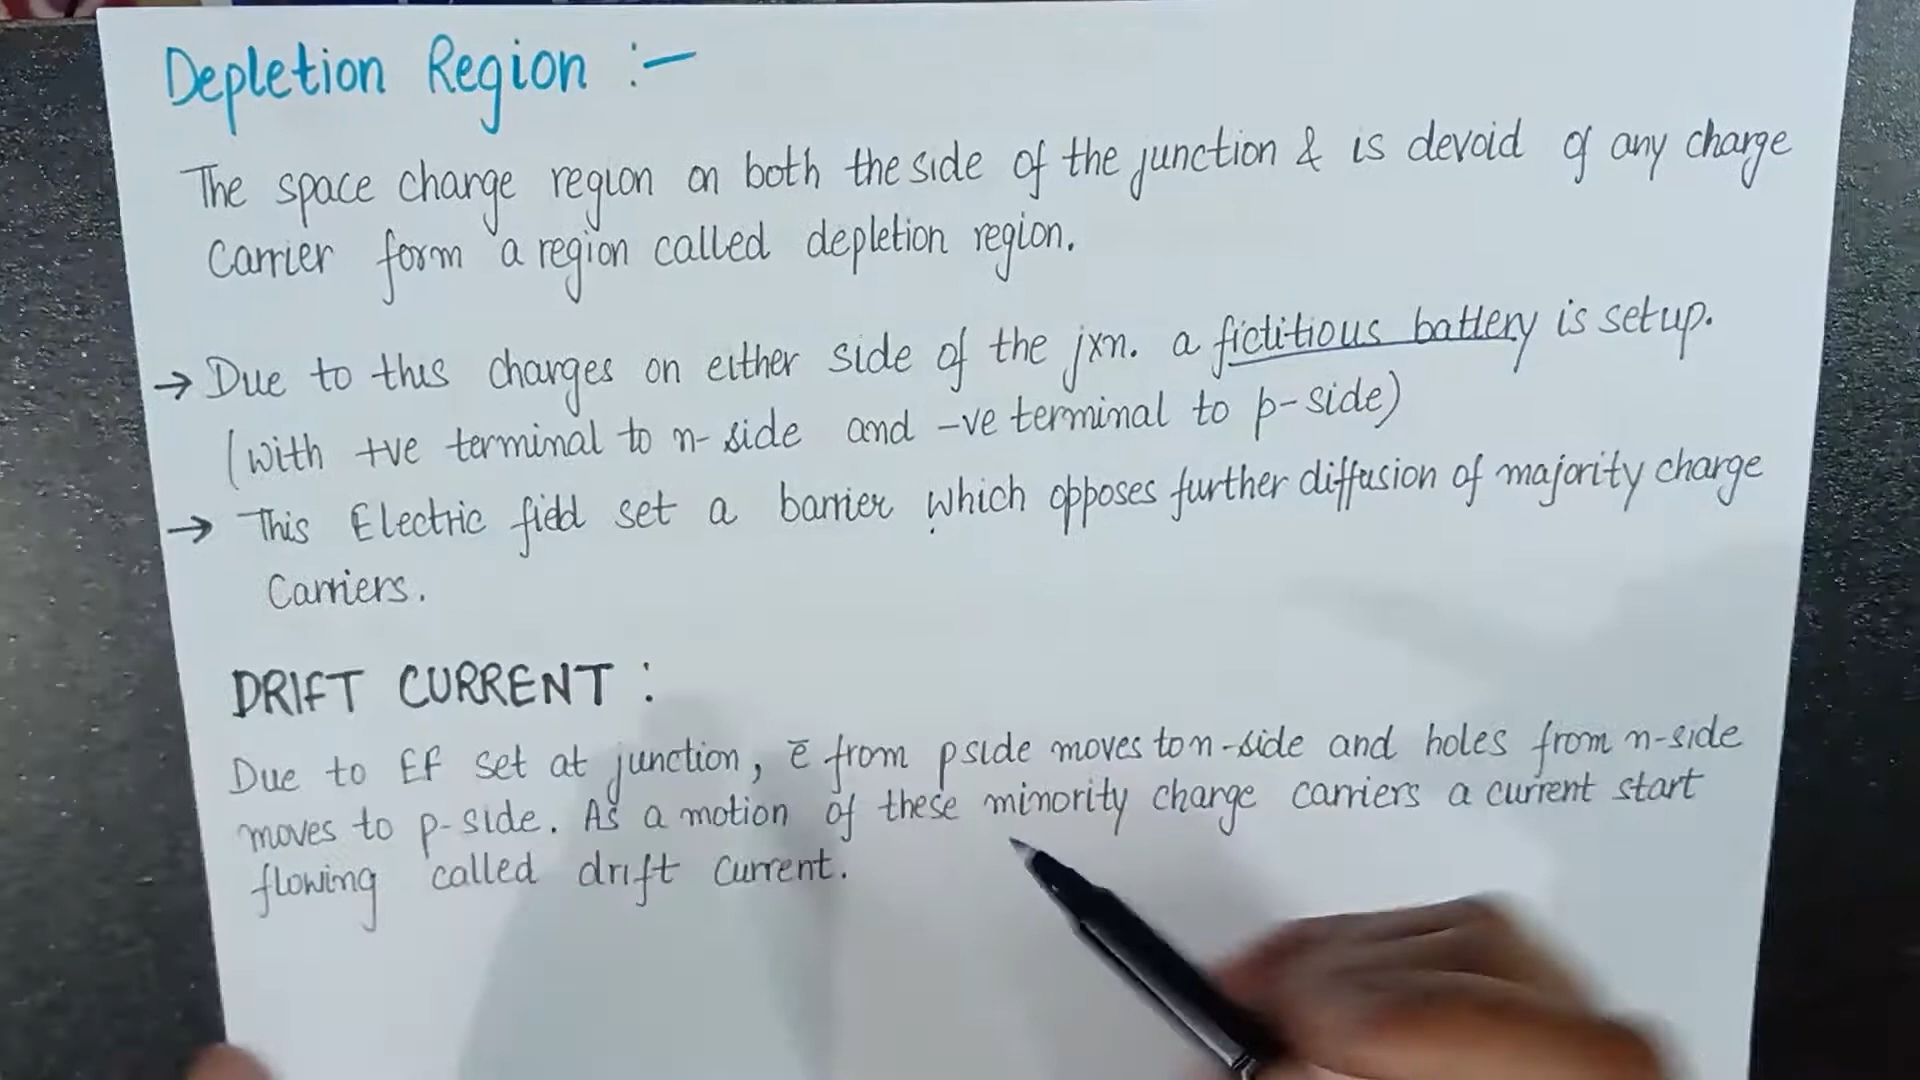 Depletion Region :-
The space charge region on both the side of the junction & is devoid of any charge
Carrier form a region called depletion region.
→ Due to this charges on either side of the jxn. a fictitious battery is setup.
(with +ve terminal to n-side and -ve terminal to p-side)
→ This Electric field set a barrier which opposes further diffusion of majority charge
Carriers.
DRIFT CURRENT :
Due to EF set at junction, e̅ from p side moves to n-side and holes from n-side
moves to p-side. As a motion of these minority charge carriers a current start
flowing called drift current.